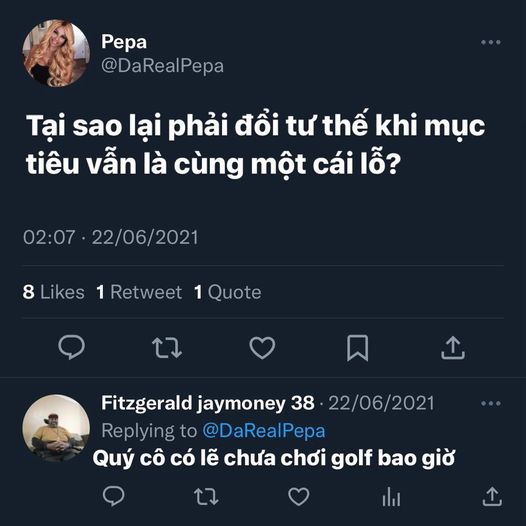 Pepa
@DaRealPepa
Tại sao lại phải đổi tư thế khi mục
tiêu vẫn là cùng một cái lỗ?
02:07 · 22/06/2021
8 Likes 1 Retweet 1 Quote
Fitzgerald jaymoney 38 · 22/06/2021
Replying to @DaRealPepa
Quý cô có lẽ chưa chơi golf bao giờ